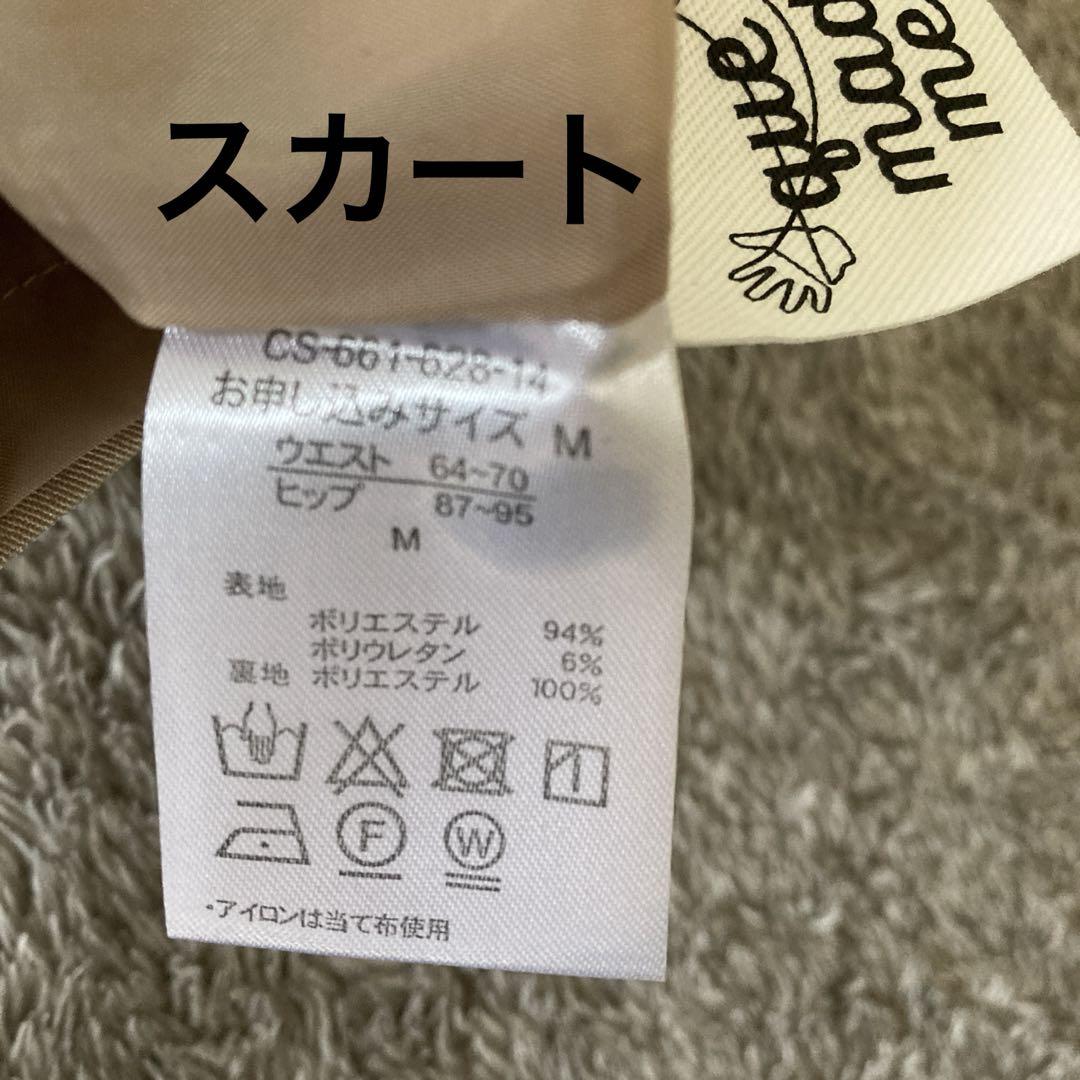 スカート
CS-661-628-14
お申し込みサイズ M
ウエスト 64~70
ヒップ 87~95
M
表地
ポリエステル 94%
ポリウレタン 6%
裏地 ポリエステル 100%
F
W
・アイロンは当て布使用
me
made